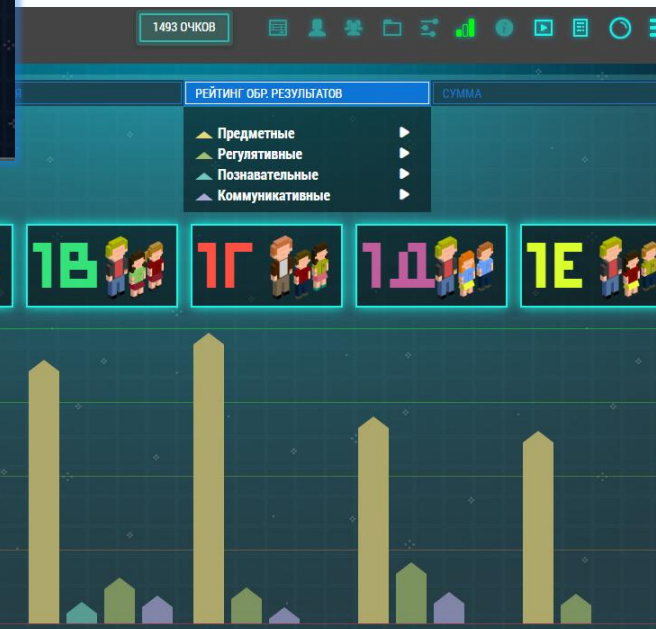 1493 ОЧКОВ
Я
РЕЙТИНГ ОБР. РЕЗУЛЬТАТОВ
СУММА
Предметные
Регулятивные
Познавательные
Коммуникативные
1В
1Г
1Д
1Е